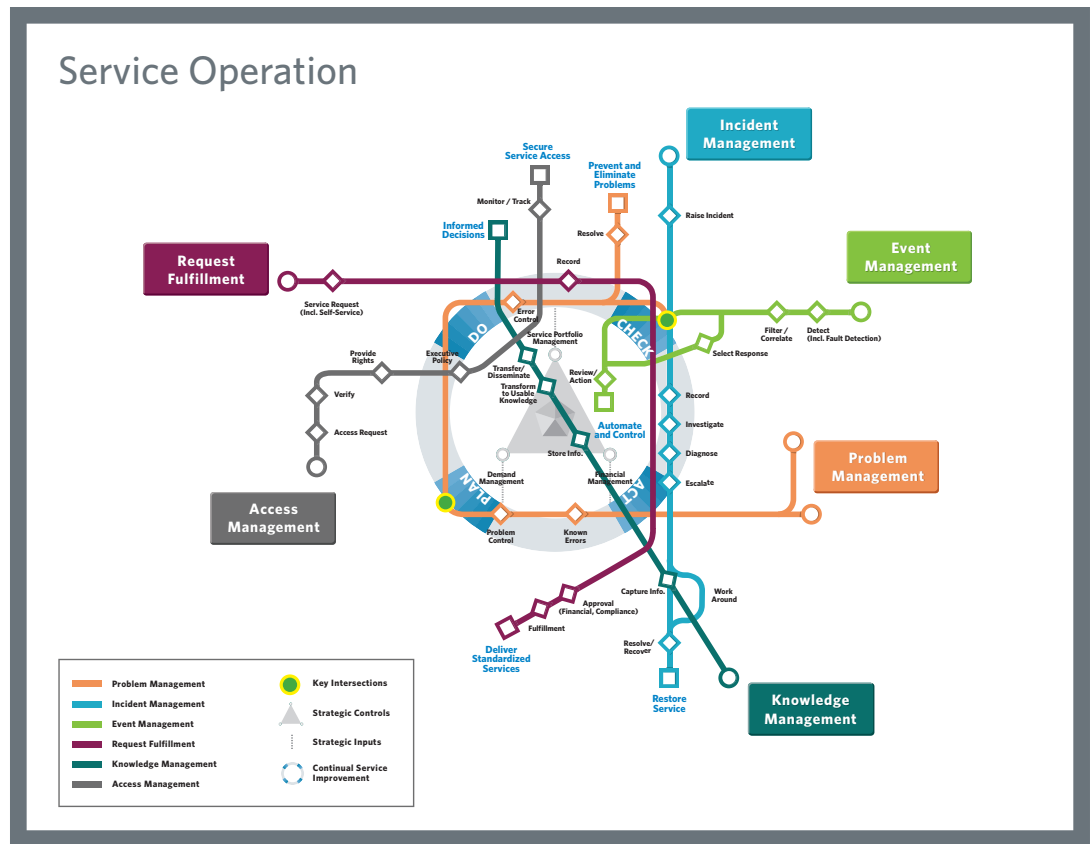 Service Operation
Incident
Management
Secure
Service Access
Prevent and
Eliminate
Problems
Monitor / Track
Raise Incident
Informed
Decisions
Resolve
Event
Management
Request
Fulfillment
Record
Service Request
(Incl. Self-Service)
Error
Control
DO
CHECK
Service Portfolio
Management
Filter /
Correlate
Detect
(Incl. Fault Detection)
Select Response
Provide
Rights
Executive
Policy
Transfer/
Disseminate
Transform
to Usable
Knowledge
Review/
Action
Verify
Record
Access Request
Automate
and Control
Investigate
Store Info.
Diagnose
Problem
Management
Demand
Management
Financial
Management
Escalate
PLAN
ACT
Access
Management
Problem
Control
Known
Errors
Capture Info.
Work
Around
Approval
(Financial, Compliance)
Fulfillment
Resolve/
Recover
Deliver
Standardized
Services
Restore
Service
Knowledge
Management
Problem Management
Incident Management
Event Management
Request Fulfillment
Knowledge Management
Access Management
Key Intersections
Strategic Controls
Strategic Inputs
Continual Service
Improvement